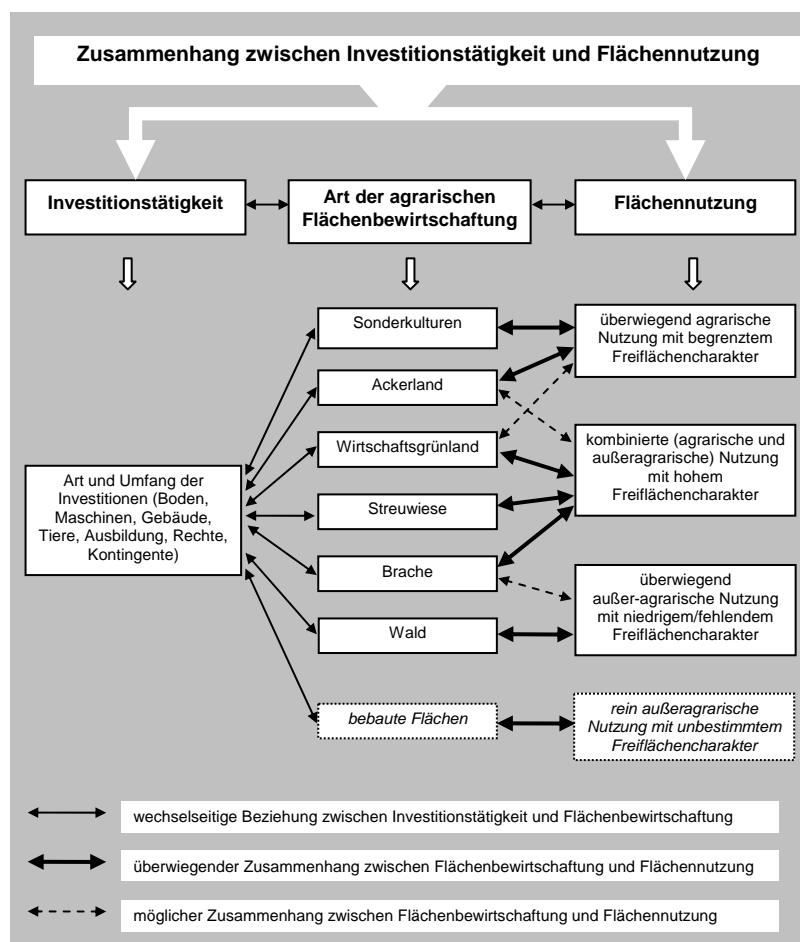 Zusammenhang zwischen Investitionstätigkeit und Flächennutzung
Investitionstätigkeit
Art der agrarischen
Flächenbewirtschaftung
Flächennutzung
Art und Umfang der
Investitionen (Boden,
Maschinen, Gebäude,
Tiere, Ausbildung, Rechte,
Kontingente)
Sonderkulturen
Ackerland
Wirtschaftsgrünland
Streuwiese
Brache
Wald
bebaute Flächen
überwiegend agrarische
Nutzung mit begrenztem
Freiflächencharakter
kombinierte (agrarische und
außeragrarische) Nutzung
mit hohem
Freiflächencharakter
überwiegend
außer-agrarische Nutzung
mit niedrigem/fehlendem
Freiflächencharakter
rein außeragrarische
Nutzung mit unbestimmtem
Freiflächencharakter
wechselseitige Beziehung zwischen Investitionstätigkeit und Flächenbewirtschaftung
überwiegender Zusammenhang zwischen Flächenbewirtschaftung und Flächennutzung
möglicher Zusammenhang zwischen Flächenbewirtschaftung und Flächennutzung